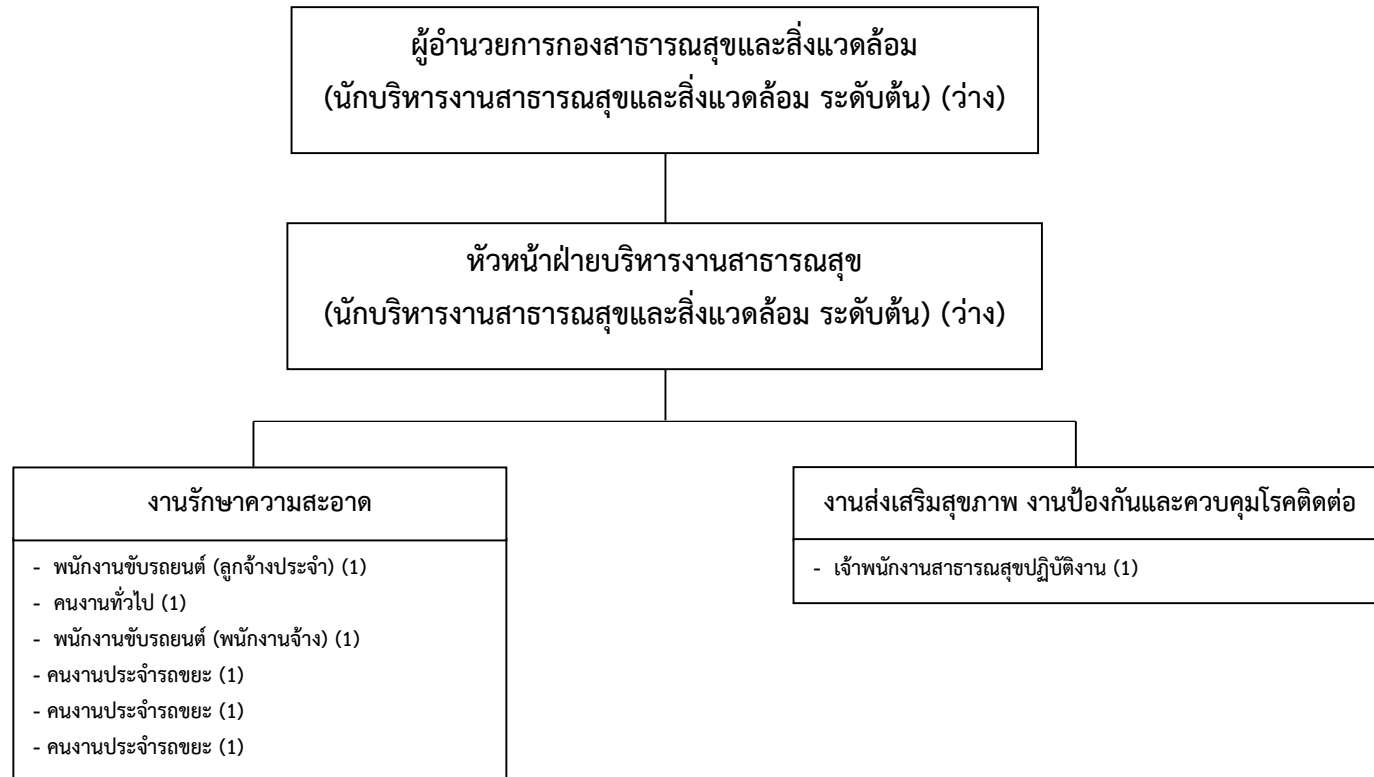 ผู้อำนวยการกองสาธารณสุขและสิ่งแวดล้อม
(นักบริหารงานสาธารณสุขและสิ่งแวดล้อม ระดับต้น) (ว่าง)
หัวหน้าฝ่ายบริหารงานสาธารณสุข
(นักบริหารงานสาธารณสุขและสิ่งแวดล้อม ระดับต้น) (ว่าง)
งานรักษาความสะอาด
- พนักงานขับรถยนต์ (ลูกจ้างประจำ) (1)
- คนงานทั่วไป (1)
- พนักงานขับรถยนต์ (พนักงานจ้าง) (1)
- คนงานประจำรถขยะ (1)
- คนงานประจำรถขยะ (1)
- คนงานประจำรถขยะ (1)
งานส่งเสริมสุขภาพ งานป้องกันและควบคุมโรคติดต่อ
- เจ้าพนักงานสาธารณสุขปฏิบัติงาน (1)